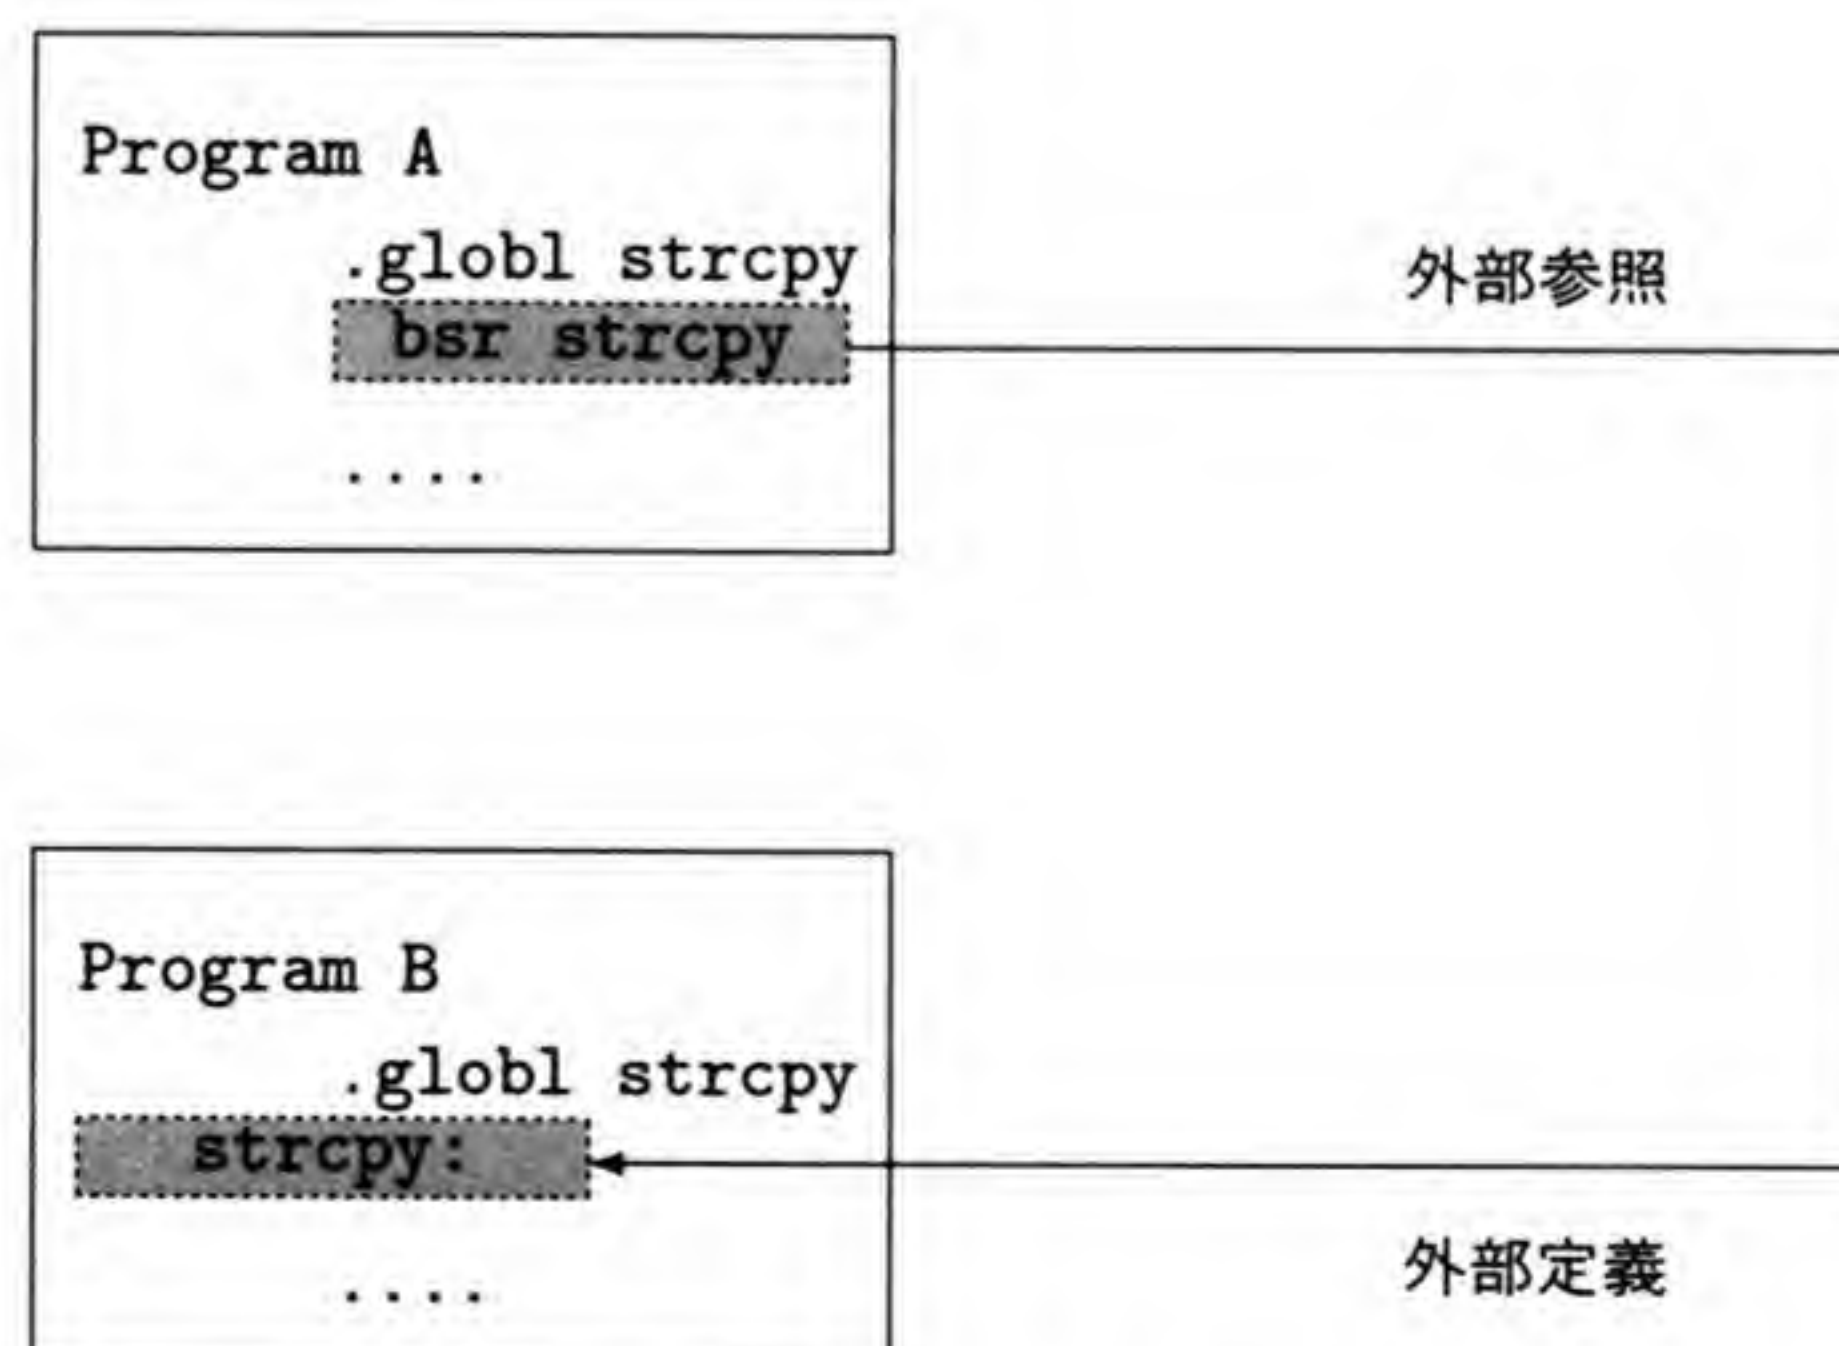 Program A
.globl strcpy
外部参照
bsr strcpy
....
Program B
.globl strcpy
strcpy:
外部定義
....